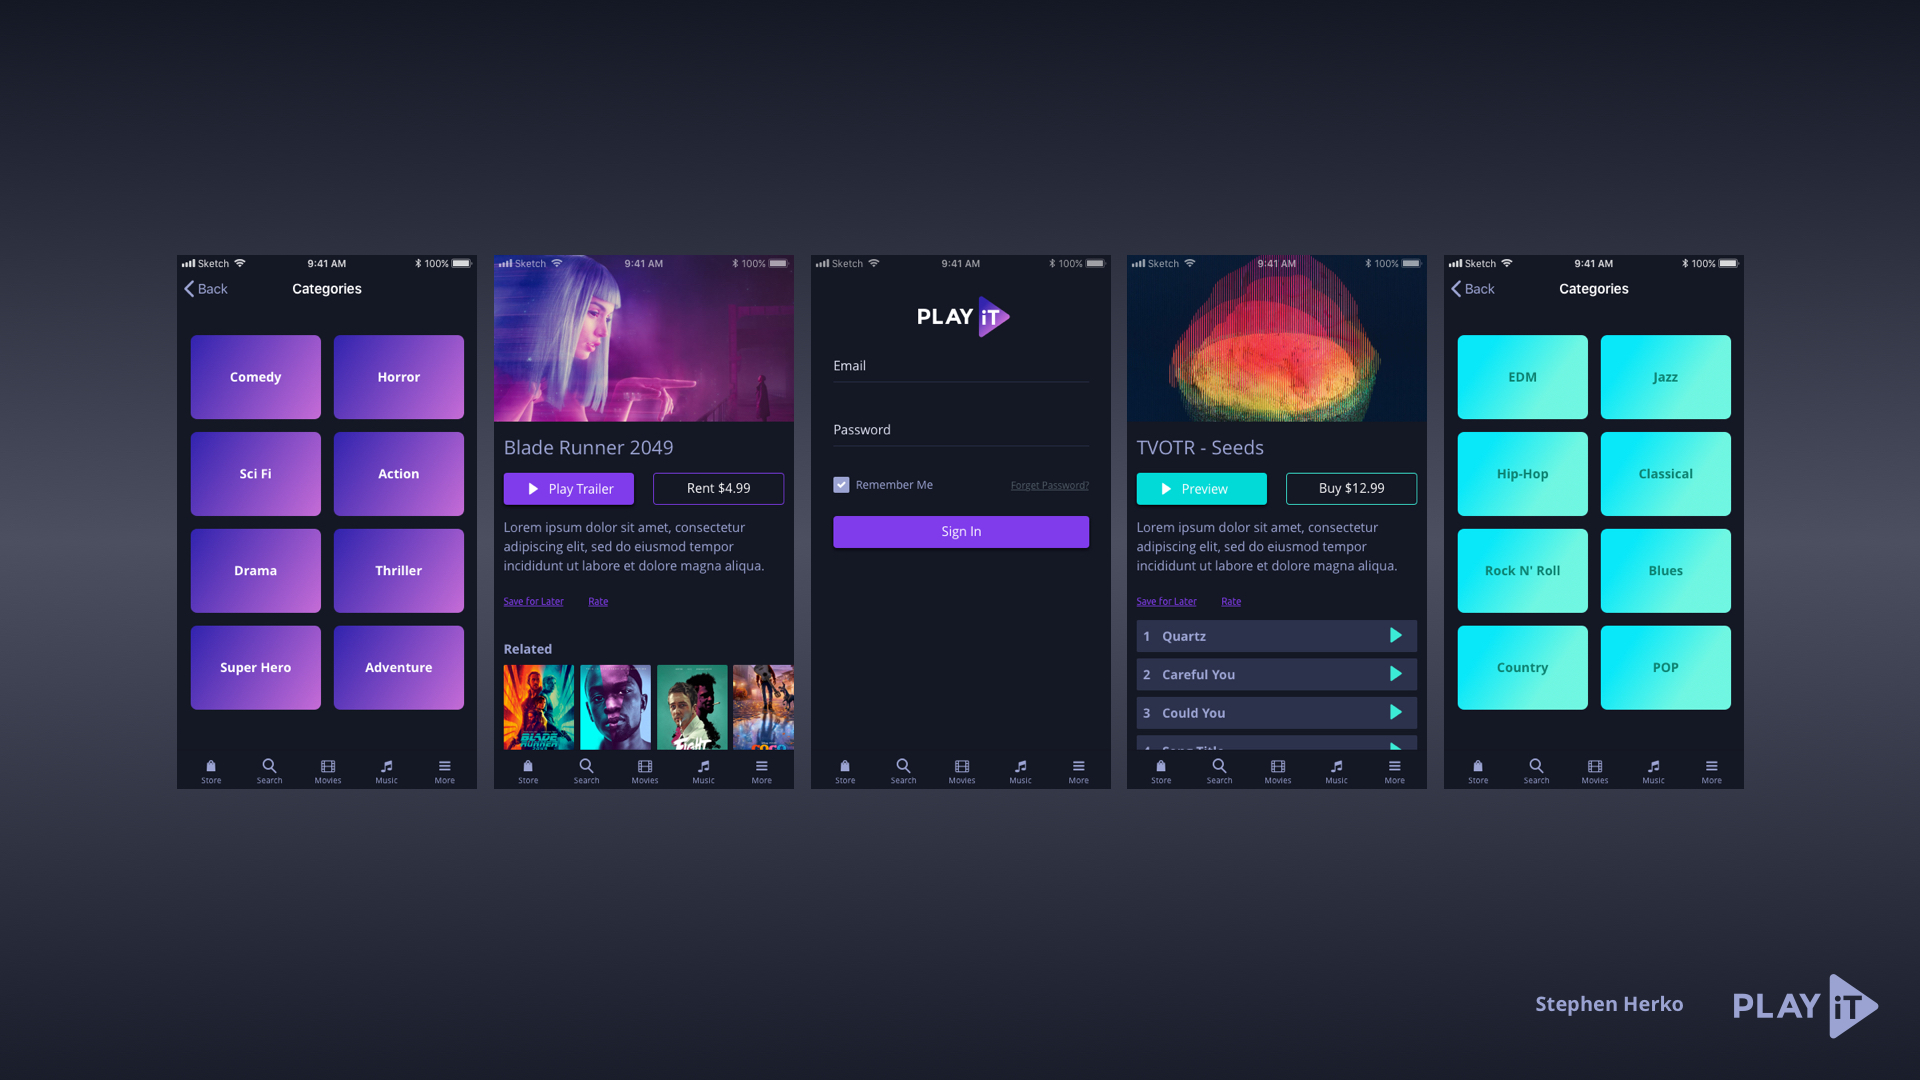 Sketch 9:41 AM 100%
Back Categories
Comedy Horror
Sci Fi Action
Drama Thriller
Super Hero Adventure
Store Search Movies Music More
Sketch 9:41 AM 100%
Blade Runner 2049
Play Trailer Rent $4.99
Lorem ipsum dolor sit amet, consectetur
adipiscing elit, sed do eiusmod tempor
incididunt ut labore et dolore magna aliqua.
Save for Later Rate
Related
BLADE
RUNNER
FIGHT
COCO
Store Search Movies Music More
Sketch 9:41 AM 100%
PLAY iT
Email
Password
Remember Me Forget Password?
Sign In
Store Search Movies Music More
Sketch 9:41 AM 100%
TVOTR - Seeds
Preview Buy $12.99
Lorem ipsum dolor sit amet, consectetur
adipiscing elit, sed do eiusmod tempor
incididunt ut labore et dolore magna aliqua.
Save for Later Rate
1 Quartz
2 Careful You
3 Could You
4 Song Title
Store Search Movies Music More
Sketch 9:41 AM 100%
Back Categories
EDM Jazz
Hip-Hop Classical
Rock N' Roll Blues
Country POP
Store Search Movies Music More
Stephen Herko PLAY iT